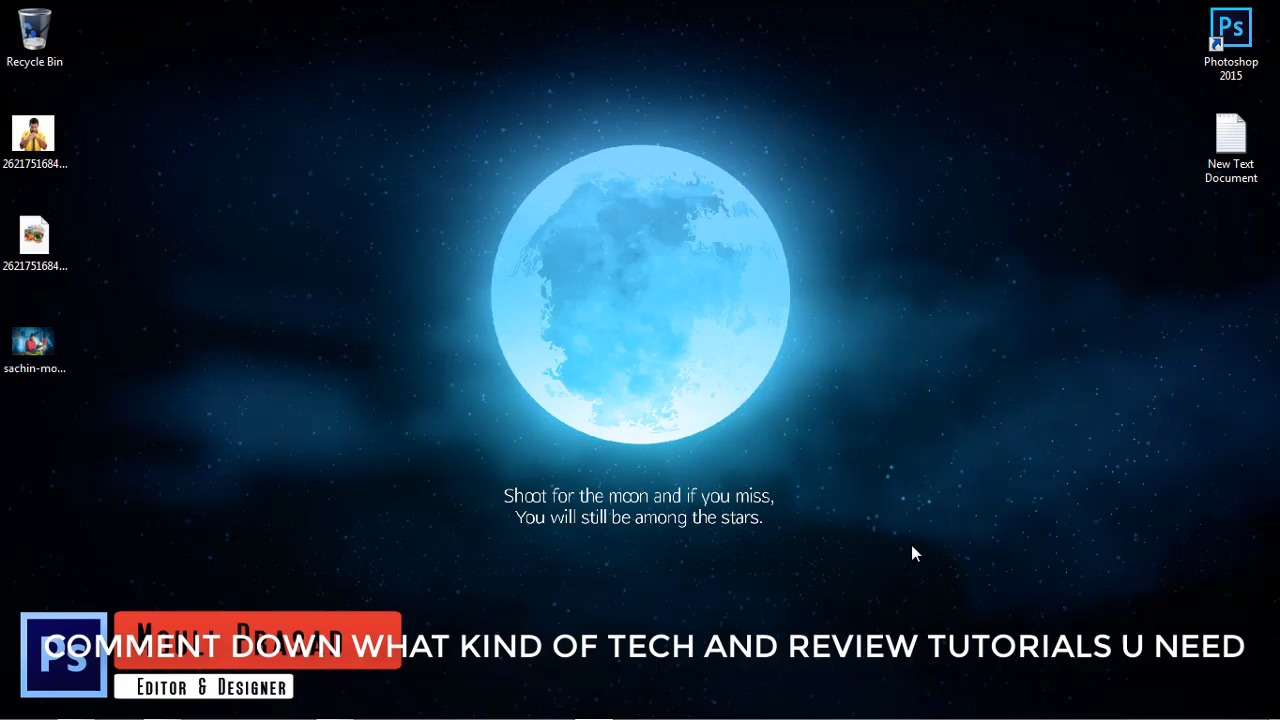 Recycle Bin
Ps
Photoshop
2015
2621751684...
New Text
Document
2621751684...
sachin-mo...
Shoot for the moon and if you miss,
You will still be among the stars.
Ps
COMMENT DOWN WHAT KIND OF TECH AND REVIEW TUTORIALS U NEED
Editor & Designer